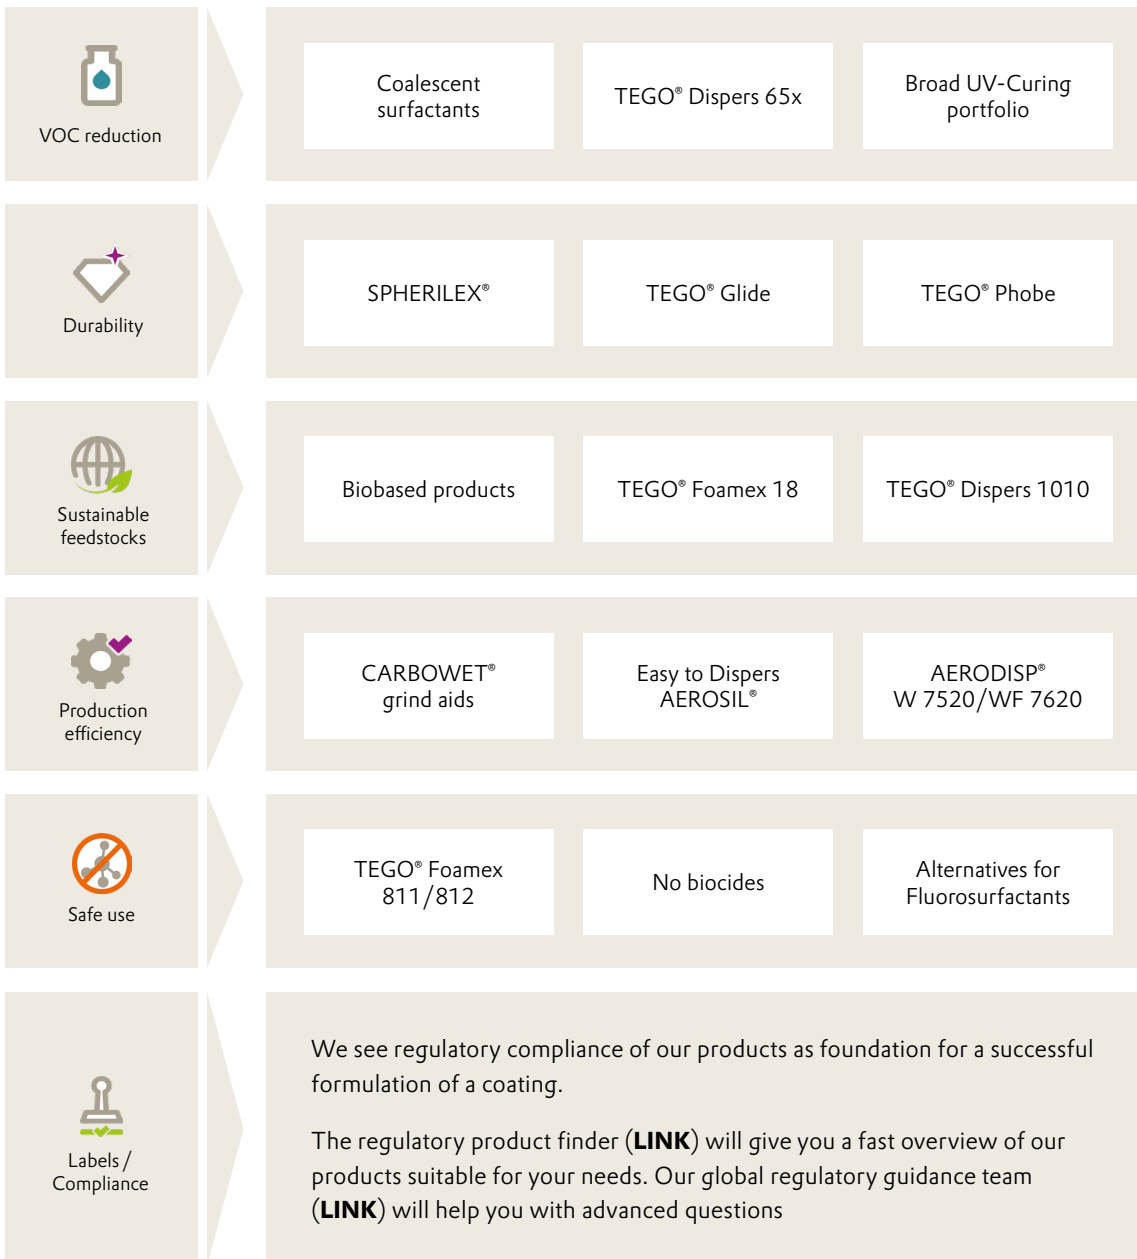 VOC reduction
Coalescent
surfactants
TEGO® Dispers 65x
Broad UV-Curing
portfolio
Durability
SPHERILEX®
TEGO® Glide
TEGO® Phobe
Sustainable
feedstocks
Biobased products
TEGO® Foamex 18
TEGO® Dispers 1010
Production
efficiency
CARBOWET®
grind aids
Easy to Dispers
AEROSIL®
AERODISP®
W 7520/WF 7620
Safe use
TEGO® Foamex
811/812
No biocides
Alternatives for
Fluorosurfactants
Labels /
Compliance
We see regulatory compliance of our products as foundation for a successful
formulation of a coating.
The regulatory product finder (LINK) will give you a fast overview of our
products suitable for your needs. Our global regulatory guidance team
(LINK) will help you with advanced questions